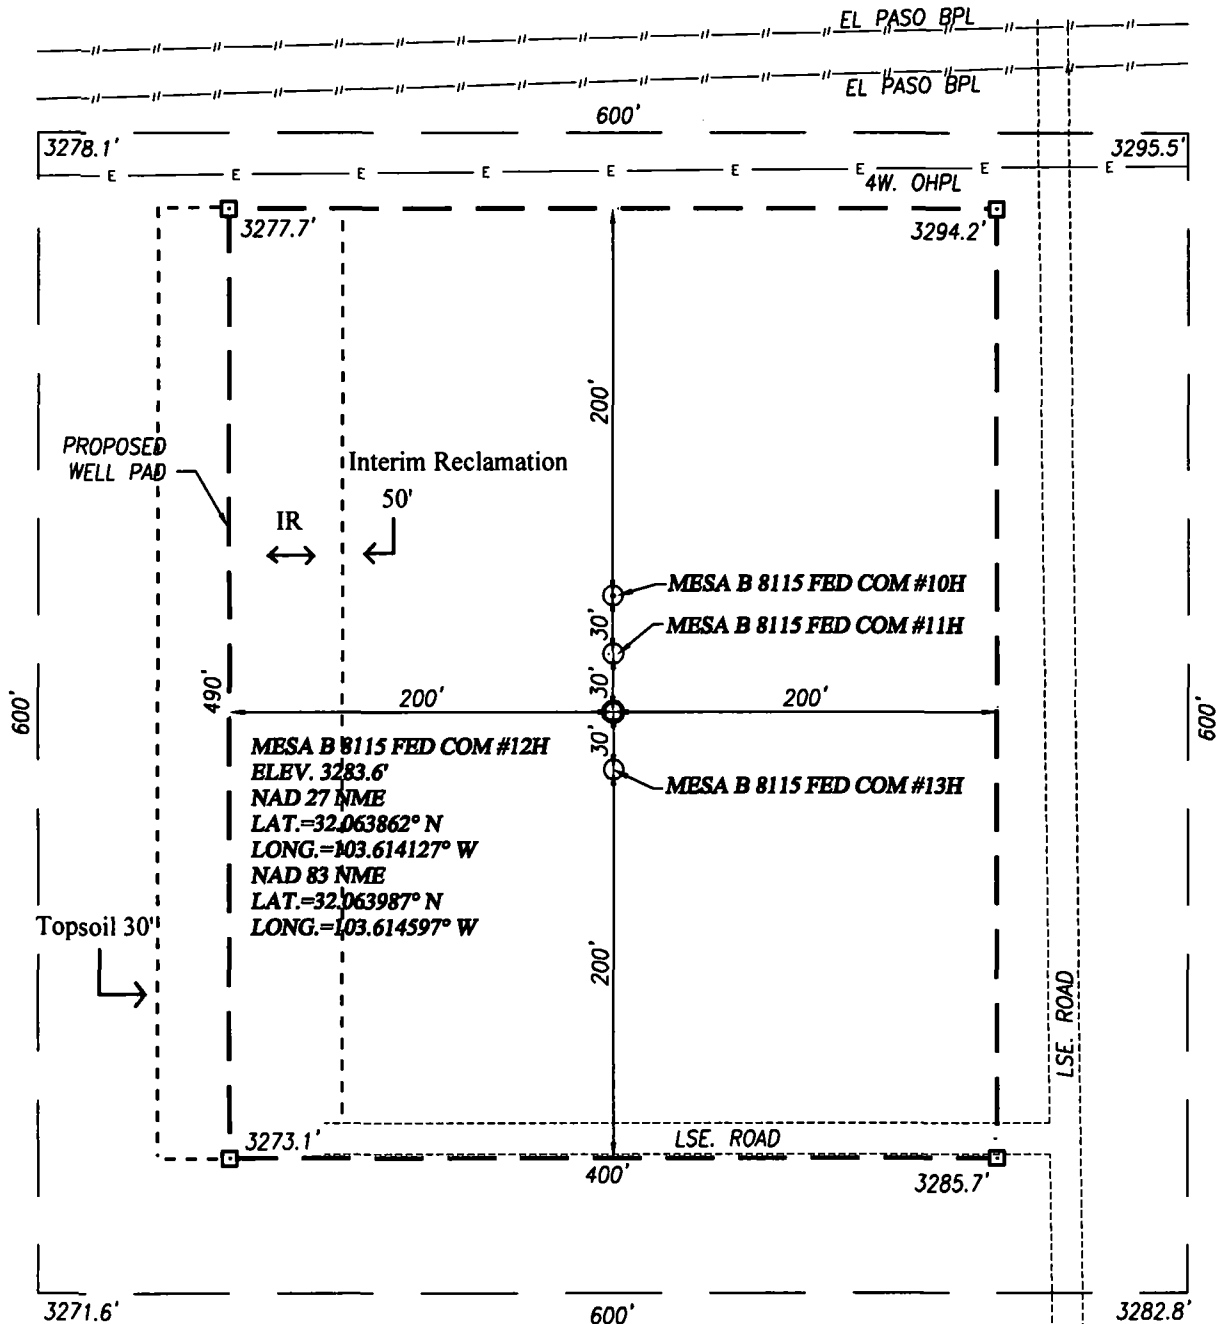 EL PASO BPL
EL PASO BPL
600'
3278.1'
3295.5'
E E E E E E E E E
4W. OHPL
3277.7'
3294.2'
200'
PROPOSED
WELL PAD
Interim Reclamation
50'
IR
MESA B 8115 FED COM #10H
30'
MESA B 8115 FED COM #11H
30'
490'
200'
200'
600'
600'
30'
MESA B 8115 FED COM #12H
ELEV. 3283.6'
NAD 27 NME
LAT.=32.063862° N
LONG.=103.614127° W
NAD 83 NME
LAT.=32.063987° N
LONG.=103.614597° W
MESA B 8115 FED COM #13H
Topsoil 30'
200'
LSE. ROAD
3273.1'
LSE. ROAD
400'
3285.7'
3271.6'
600'
3282.8'